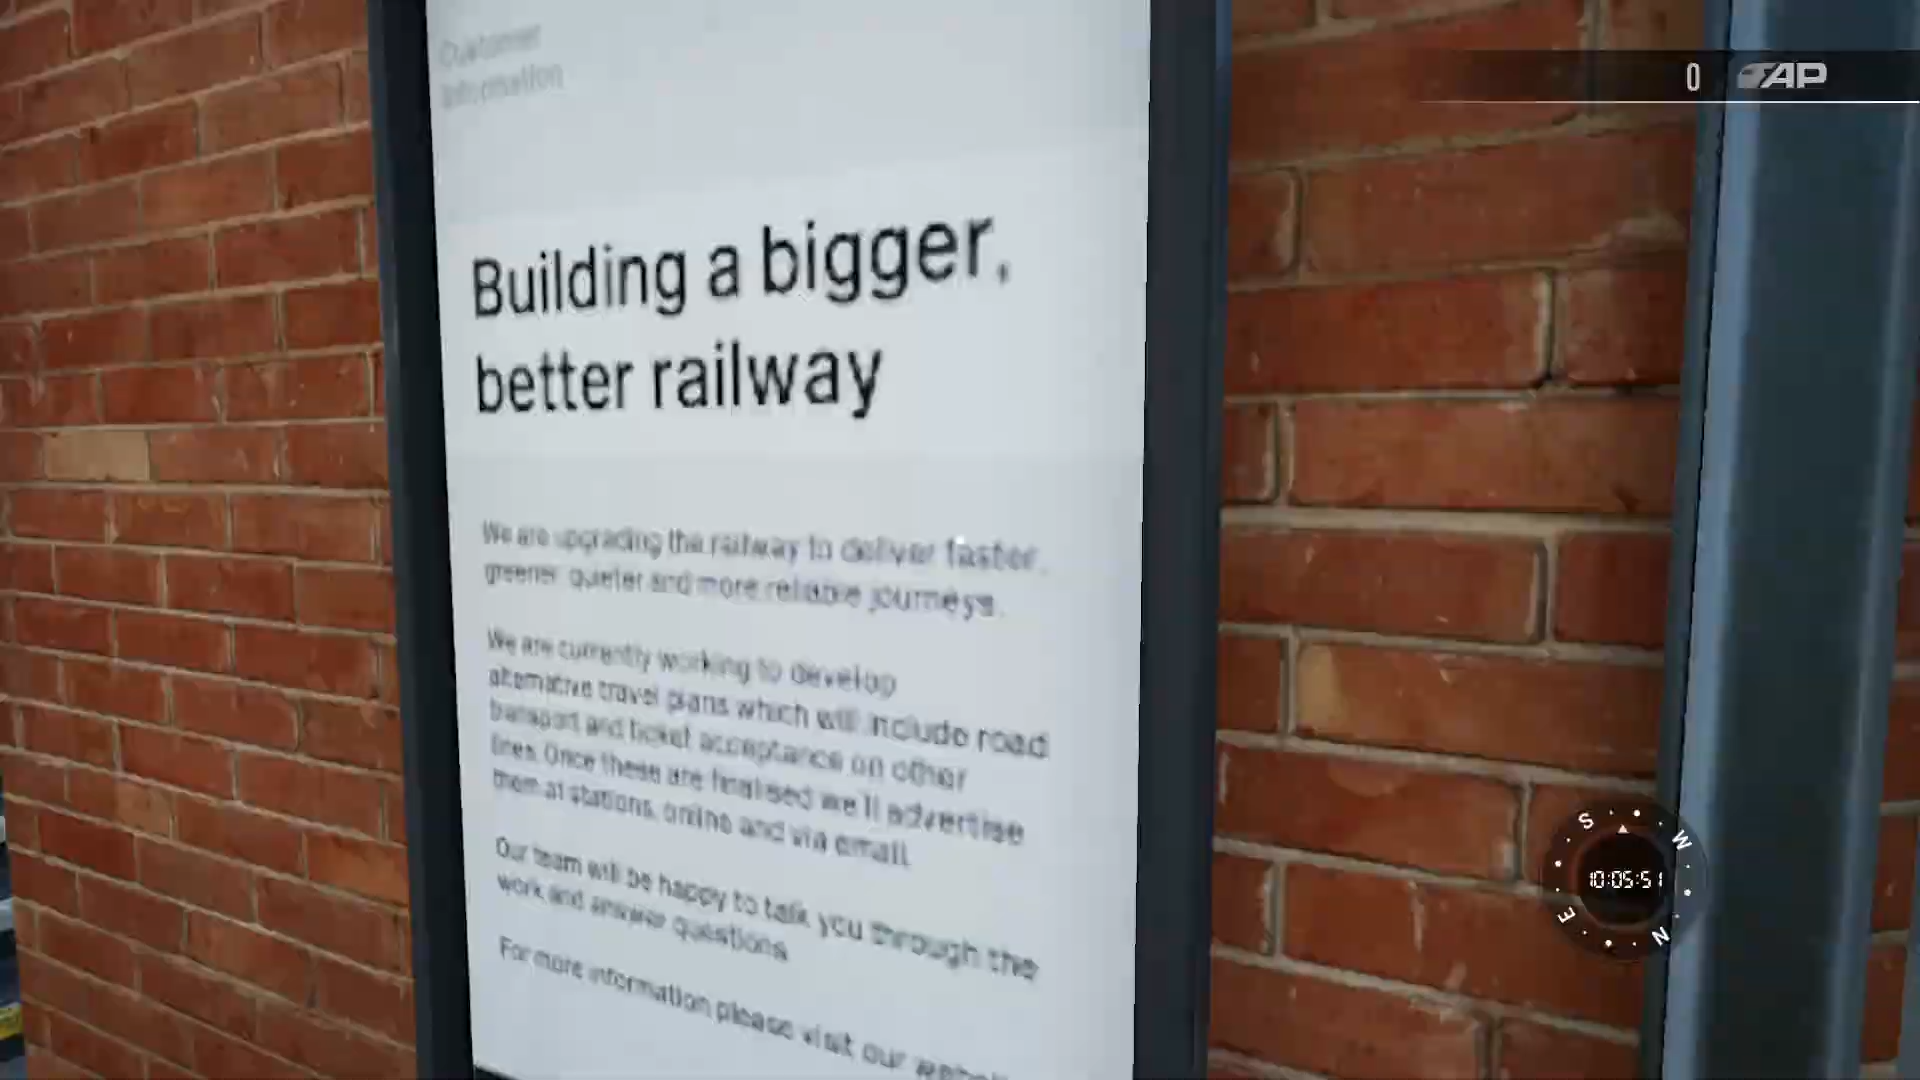 Customer
Information
0 AP
Building a bigger,
better railway
We are upgrading the railway to deliver faster,
greener, quieter and more reliable journeys.
We are currently working to develop
alternative travel plans which will include road
transport and ticket acceptance on other
lines. Once these are finalised we'll advertise
them at stations, online and via email.
Our team will be happy to talk you through the
work and answer questions.
For more information please visit our
S
W
10:05:51
E
N